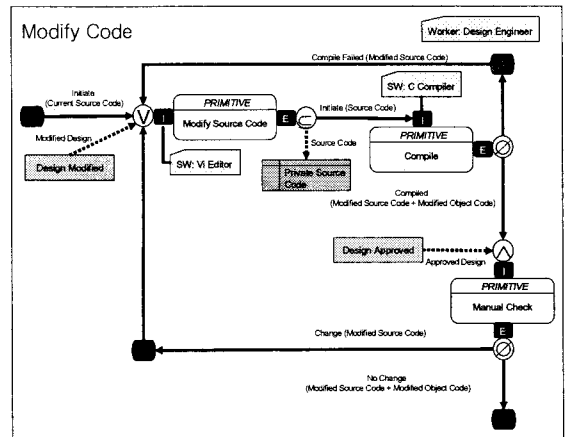 Modify Code
Worker: Design Engineer
Compile Failed (Modified Source Code)
SW: C Compiler
Initiate
(Current Source Code)
PRIMITIVE
Modify Source Code
V
I
E
Initiate (Source Code)
I
PRIMITIVE
Compile
E
Modified Design
Design Modified
SW: Vi Editor
Source Code
Private Source
Code
Compiled
(Modified Source Code + Modified Object Code)
Design Approved
Approved Design
Λ
I
PRIMITIVE
Manual Check
E
Change (Modified Source Code)
No Change
(Modified Source Code + Modified Object Code)